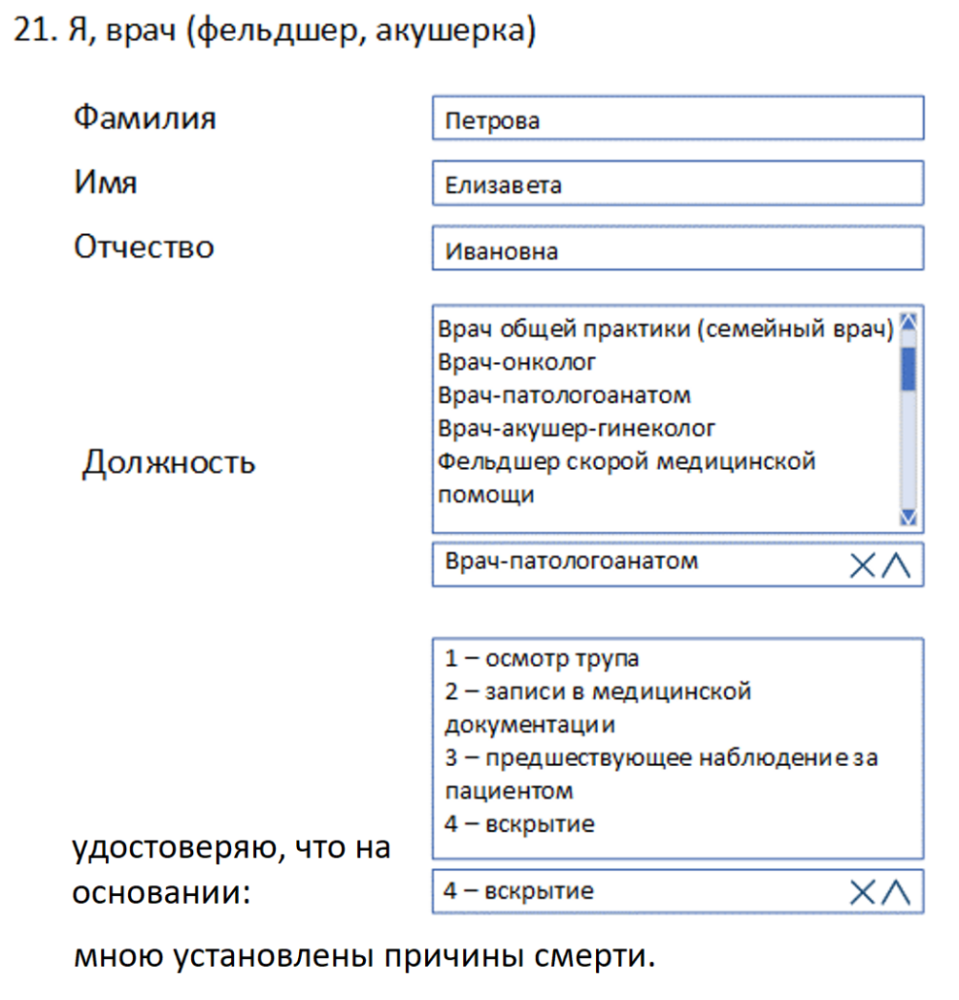 21. Я, врач (фельдшер, акушерка)
Фамилия
Петрова
Имя
Елизавета
Отчество
Ивановна
Должность
Врач общей практики (семейный врач)
Врач-онколог
Врач-патологоанатом
Врач-акушер-гинеколог
Фельдшер скорой медицинской
помощи
Врач-патологоанатом
удостоверяю, что на
основании:
1 – осмотр трупа
2 – записи в медицинской
документации
3 – предшествующее наблюдение за
пациентом
4 – вскрытие
4 – вскрытие
мною установлены причины смерти.